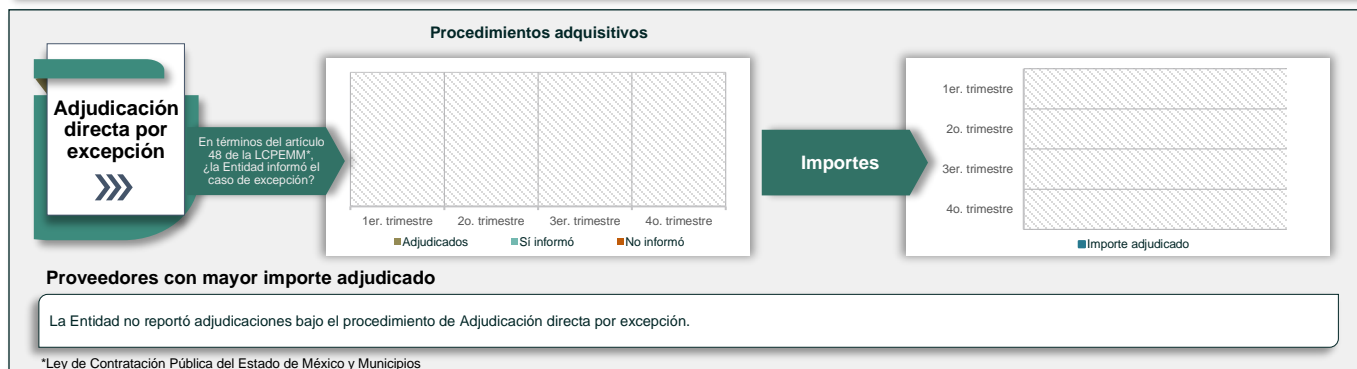 Procedimientos adquisitivos
Adjudicación
directa por
excepción
En términos del artículo
48 de la LCPEMM*,
¿la Entidad informó el
caso de excepción?
1er. trimestre
2o. trimestre
3er. trimestre
4o. trimestre
Adjudicados
Sí informó
No informó
Importes
1er. trimestre
2o. trimestre
3er. trimestre
4o. trimestre
Importe adjudicado
Proveedores con mayor importe adjudicado
La Entidad no reportó adjudicaciones bajo el procedimiento de Adjudicación directa por excepción.
*Ley de Contratación Pública del Estado de México y Municipios